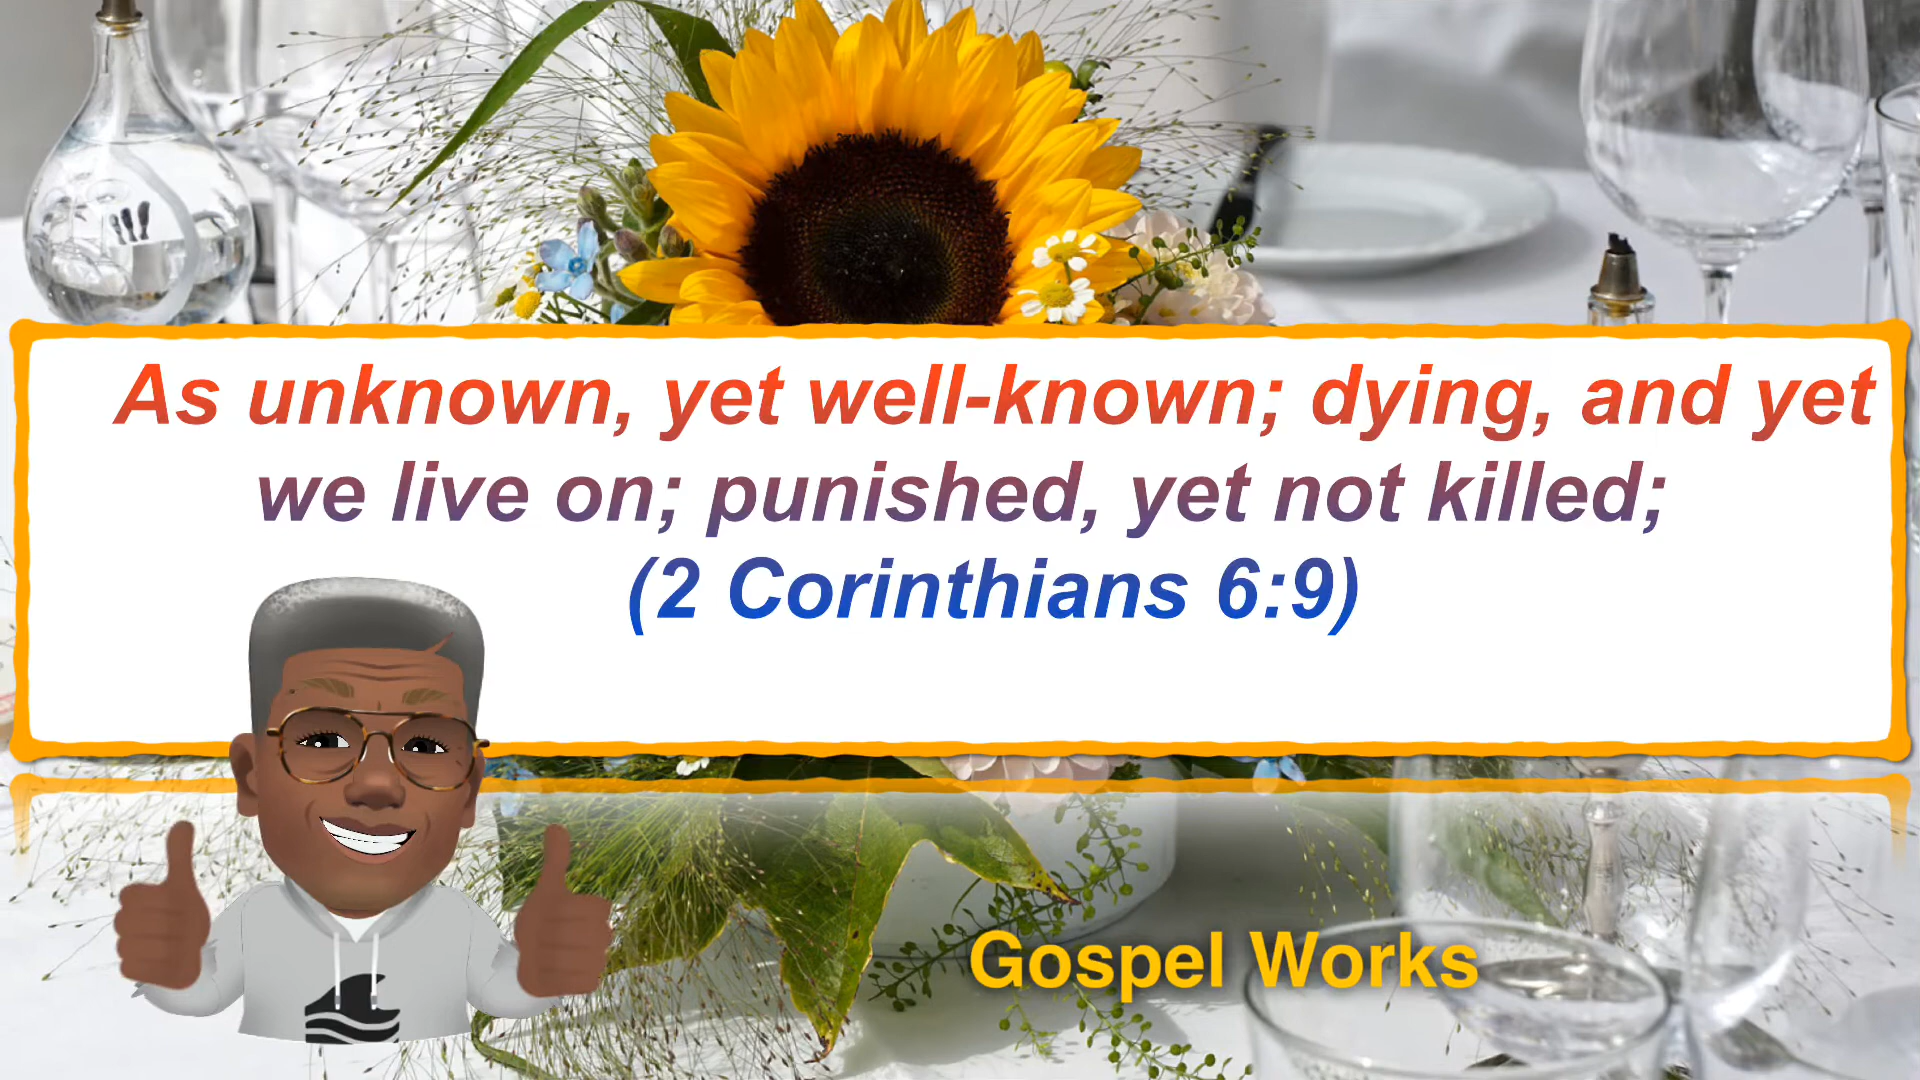 As unknown, yet well-known; dying, and yet
we live on; punished, yet not killed;
(2 Corinthians 6:9)
Gospel Works